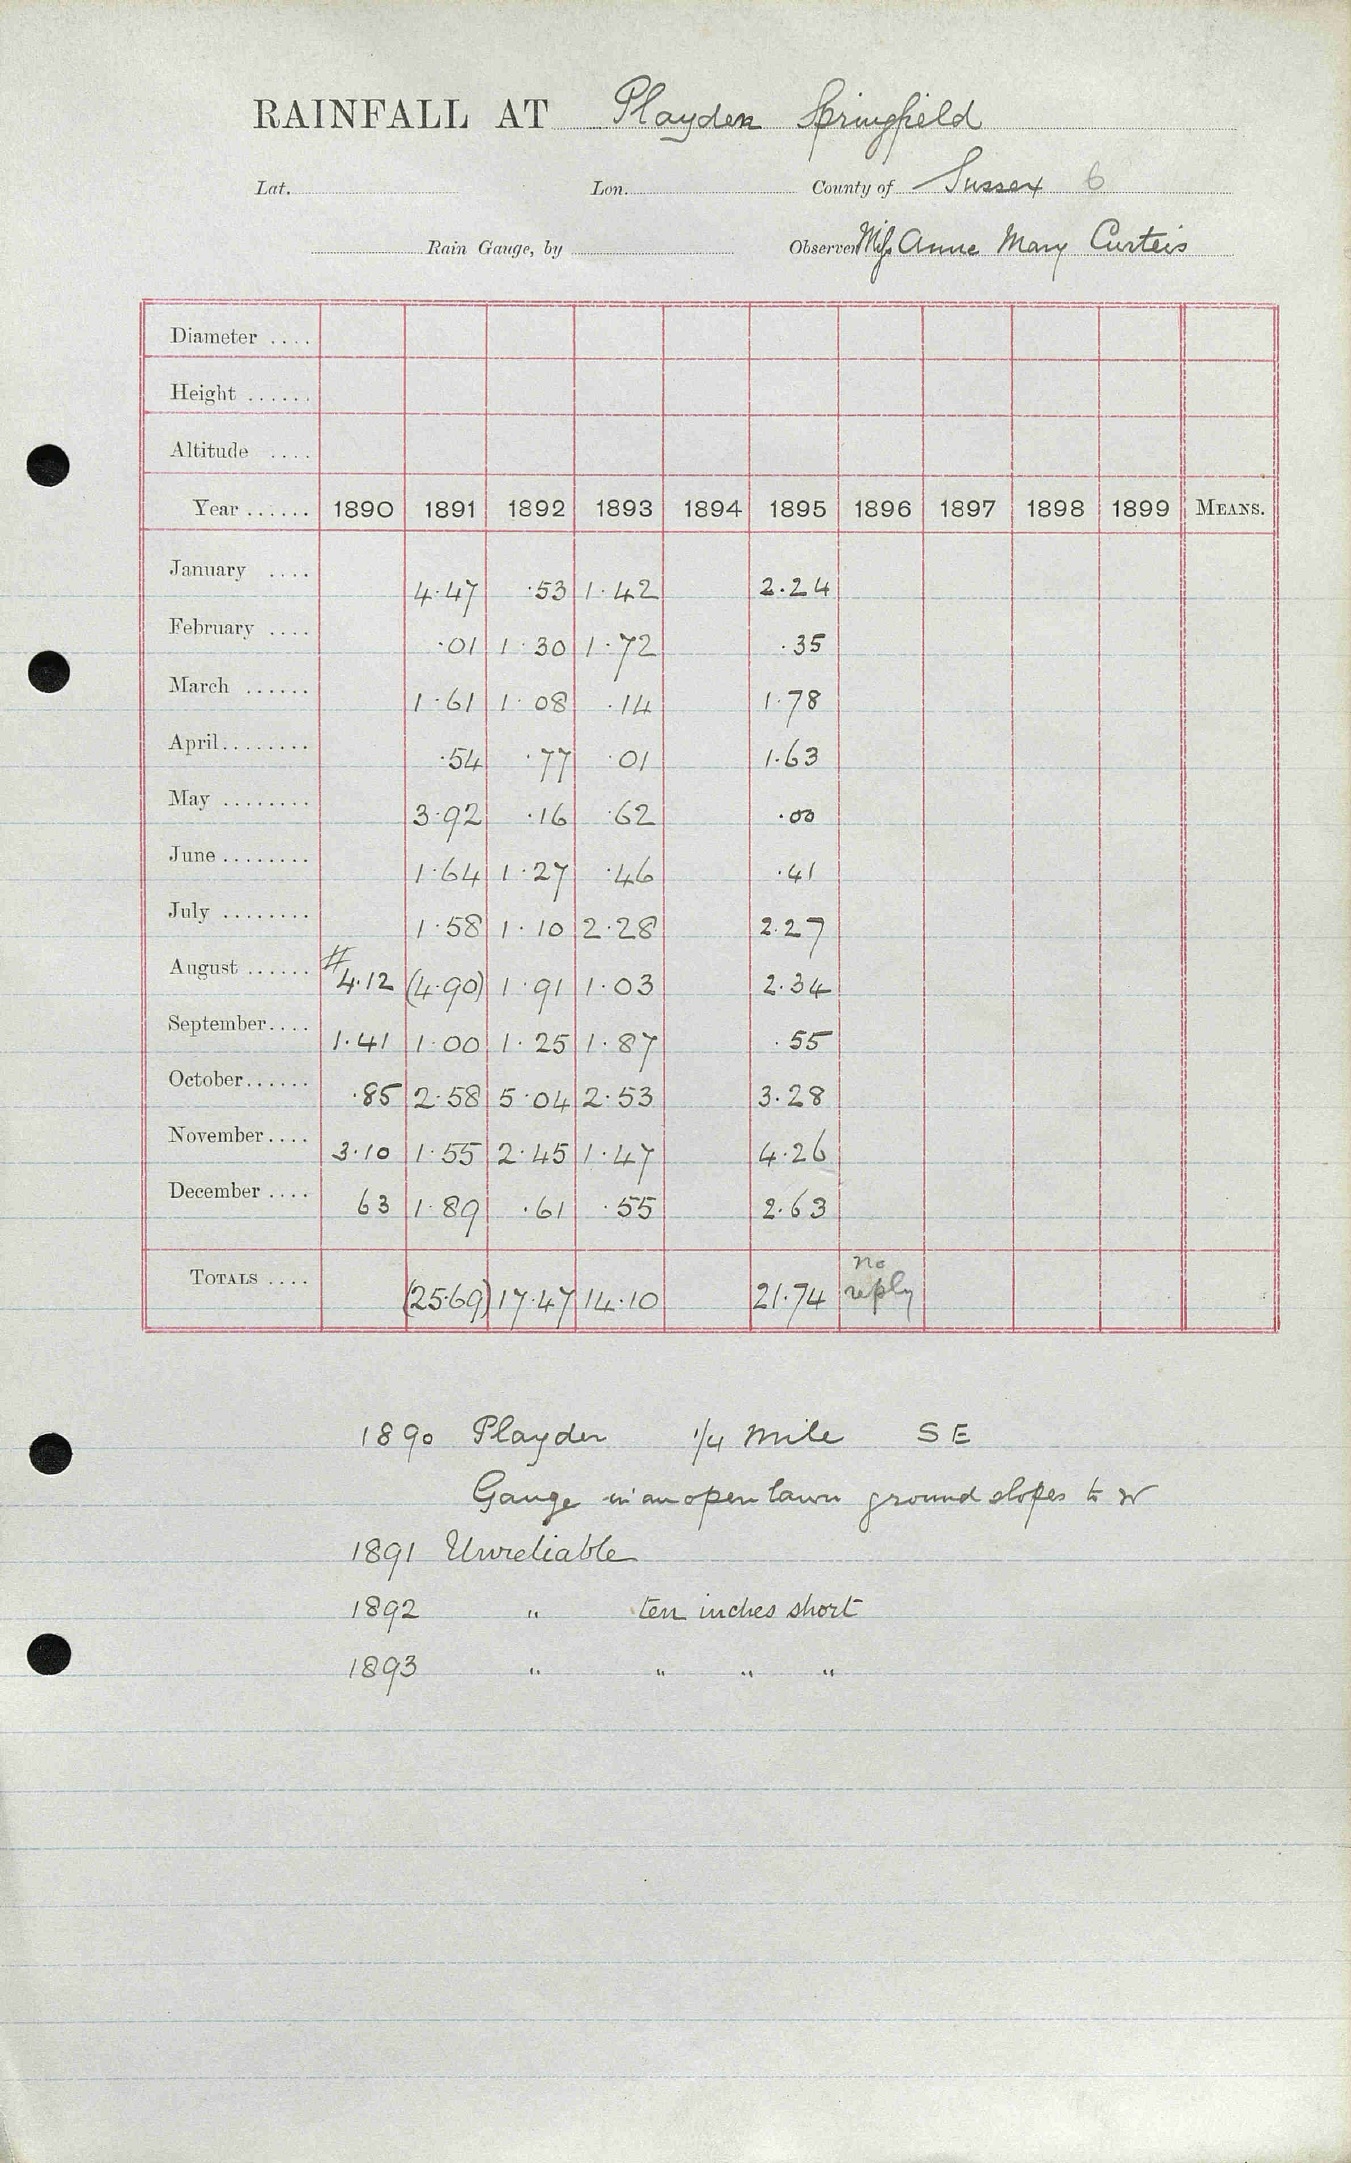 RAINFALL AT Playden Springfield
Lat. Lon. County of Sussex 6
Rain Gauge, by Observer Miss Anne Mary Curteis
Diameter ....
Height ......
Altitude ....
Year ...... 1890 1891 1892 1893 1894 1895 1896 1897 1898 1899 MEANS.
January .... 4.47 .53 1.42 2.24
February .... .01 1.30 1.72 .35
March ...... 1.61 1.08 .14 1.78
April........ .54 .77 .01 1.63
May ........ 3.92 .16 .62 .00
June ........ 1.64 1.27 .46 .41
July ........ 1.58 1.10 2.28 2.27
August ...... # 4.12 (4.90) 1.91 1.03 2.34
September.... 1.41 1.00 1.25 1.87 .55
October...... .85 2.58 5.04 2.53 3.28
November.... 3.10 1.55 2.45 1.47 4.26
December .... 63 1.89 .61 .55 2.63
TOTALS .... (25.69) 17.47 14.10 21.74 no reply
1890 Playden 1/4 mile S E
Gauge in an open lawn ground slopes to W
1891 Unreliable
1892 " ten inches short
1893 " " " "